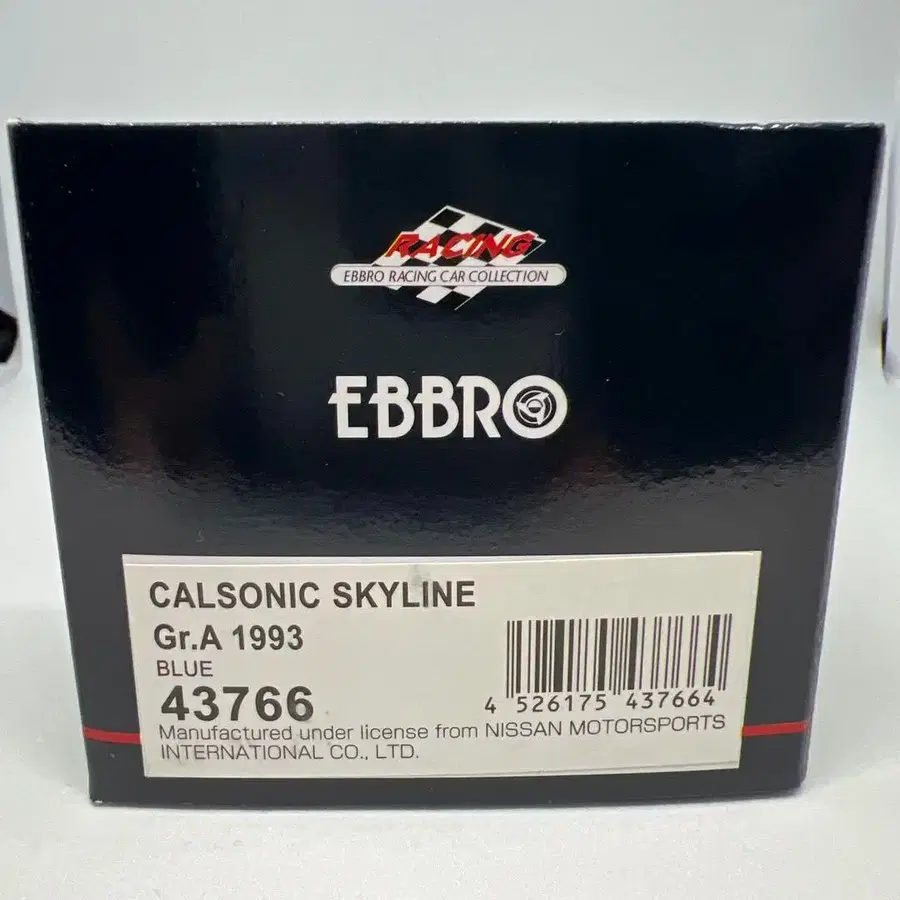 RACING
EBBRO RACING CAR COLLECTION
EBBRO
CALSONIC SKYLINE
Gr.A 1993
BLUE
43766
4 526175 437664
Manufactured under license from NISSAN MOTORSPORTS
INTERNATIONAL CO., LTD.